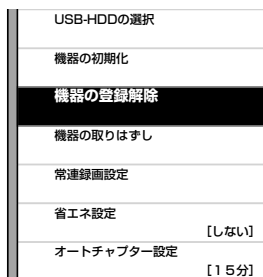 USB-HDDの選択
機器の初期化
機器の登録解除
機器の取りはずし
常連録画設定
省エネ設定
[しない]
オートチャプター設定
[１５分]